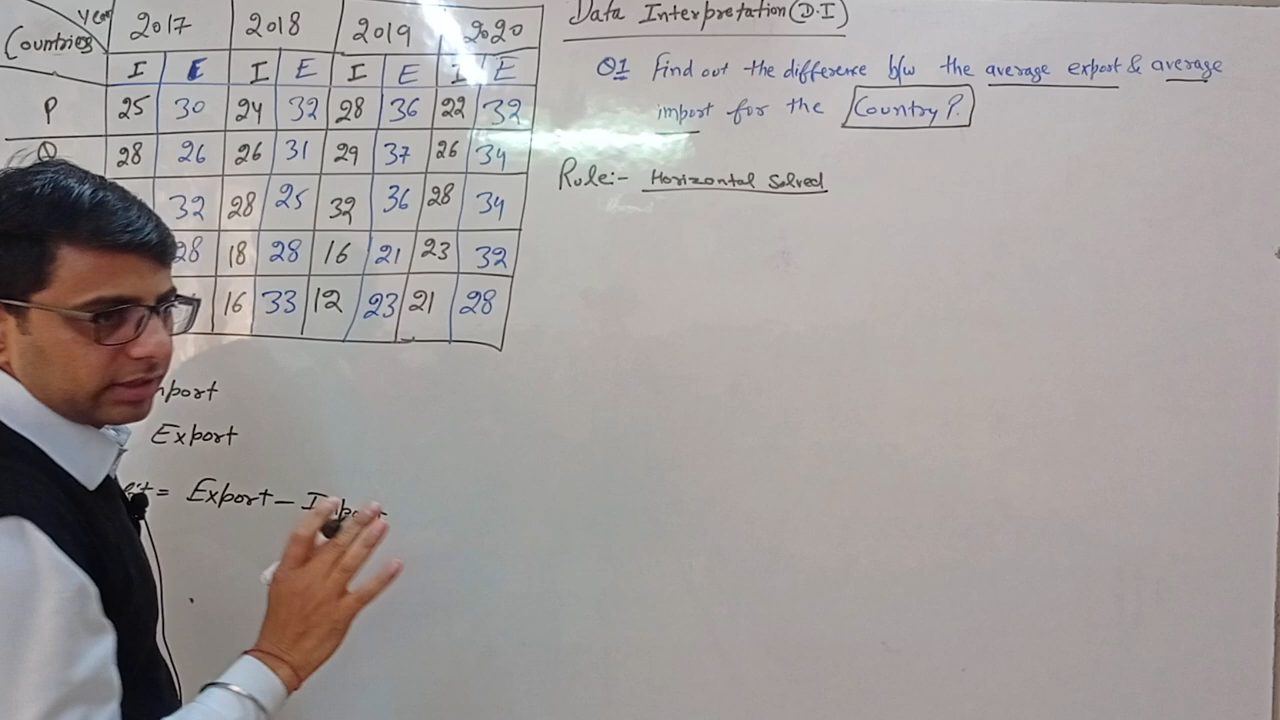 Year
Countries 2017 2018 2019 2020
I E I E I E I E
P 25 30 24 32 28 36 22 32
Q 28 26 26 31 29 37 26 34
32 28 25 32 36 28 34
28 18 28 16 21 23 32
16 33 12 23 21 28
Export
= Export - Import
Data Interpretation (D.I)
Q1 Find out the difference b/w the average export & average
import for the Country P.
Rule:- Horizontal Solved